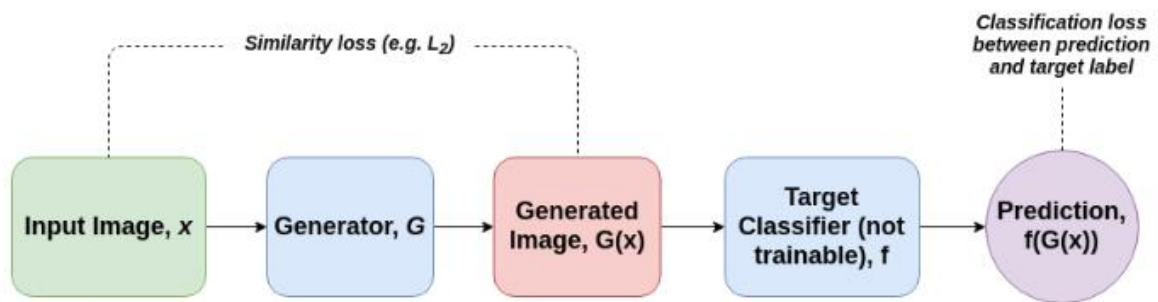 Similarity loss (e.g. L2)
Classification loss
between prediction
and target label
Input Image, x
Generator, G
Generated
Image, G(x)
Target
Classifier (not
trainable), f
Prediction,
f(G(x))